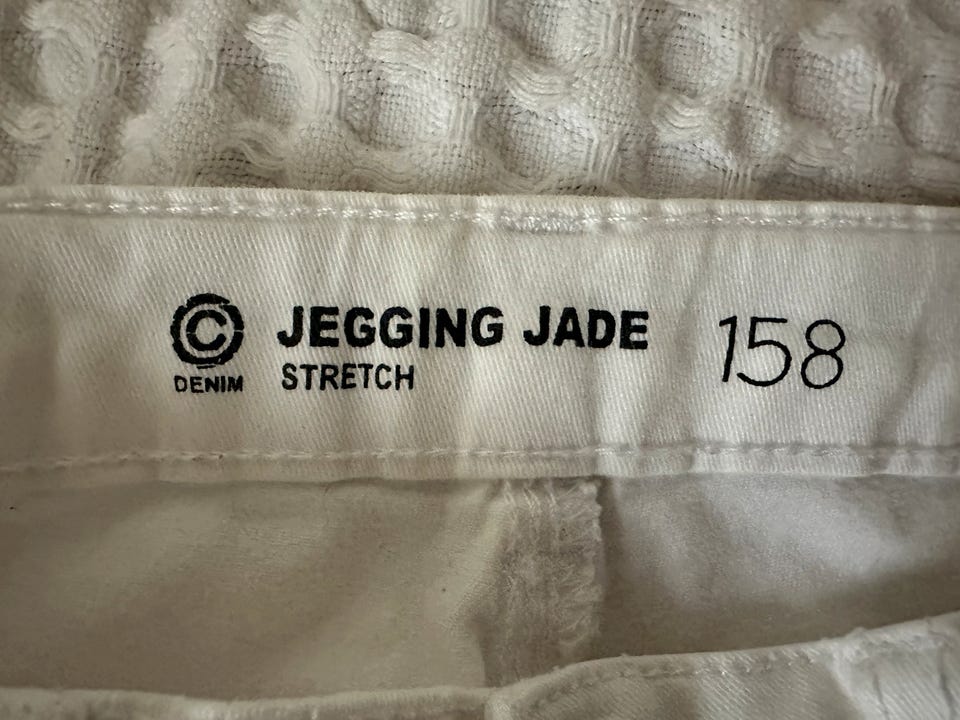 © JEGGING JADE 158
DENIM STRETCH